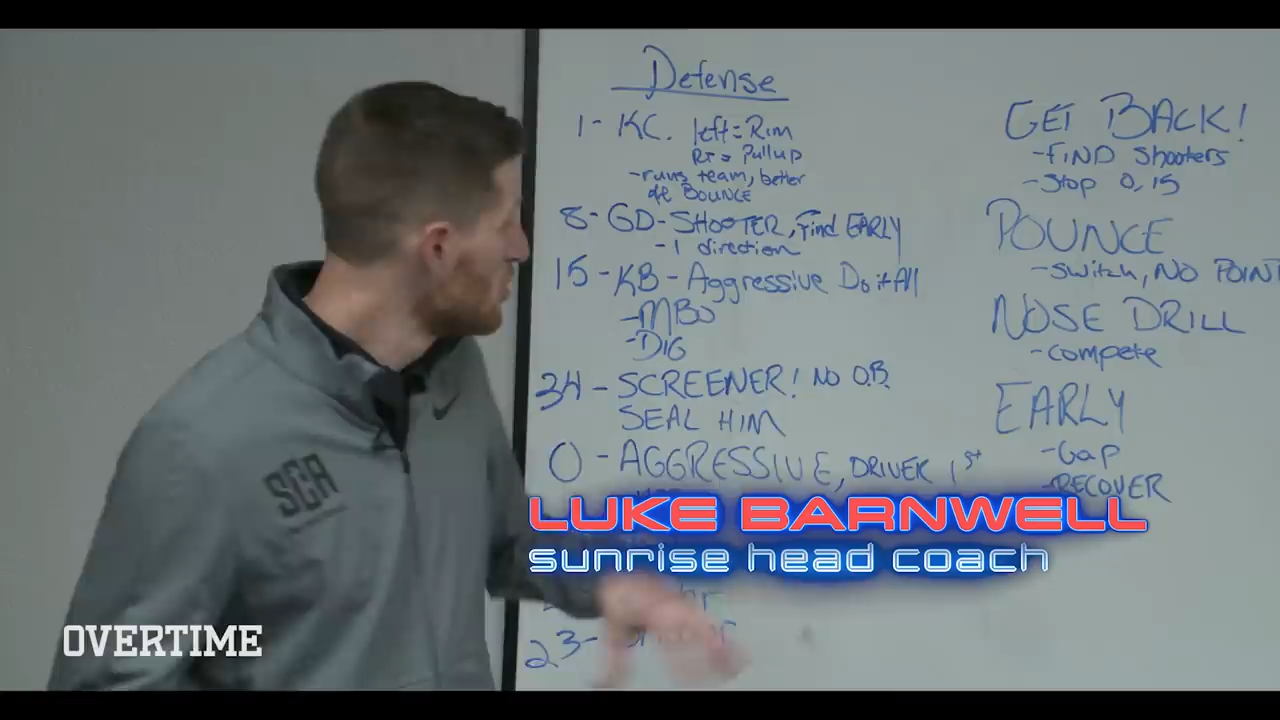 Defense
1- KC. left = Rim
RT = Pullup
- runs team, better
off BOUNCE
8- GD- SHOOTER, Find EARLY
- 1 direction
15- KB - Aggressive Do it All
- MBU
- DIG
34 - SCREENER! NO O.B.
SEAL HIM
0 - AGGRESSIVE, DRIVER 1st
23-
GET BACK!
- FIND Shooters
- Stop 0, 15
POUNCE
- Switch, NO POINT
NOSE DRILL
- compete
EARLY
- Gap
- RECOVER
LUKE BARNWELL
sunrise head coach
SCA
OVERTIME